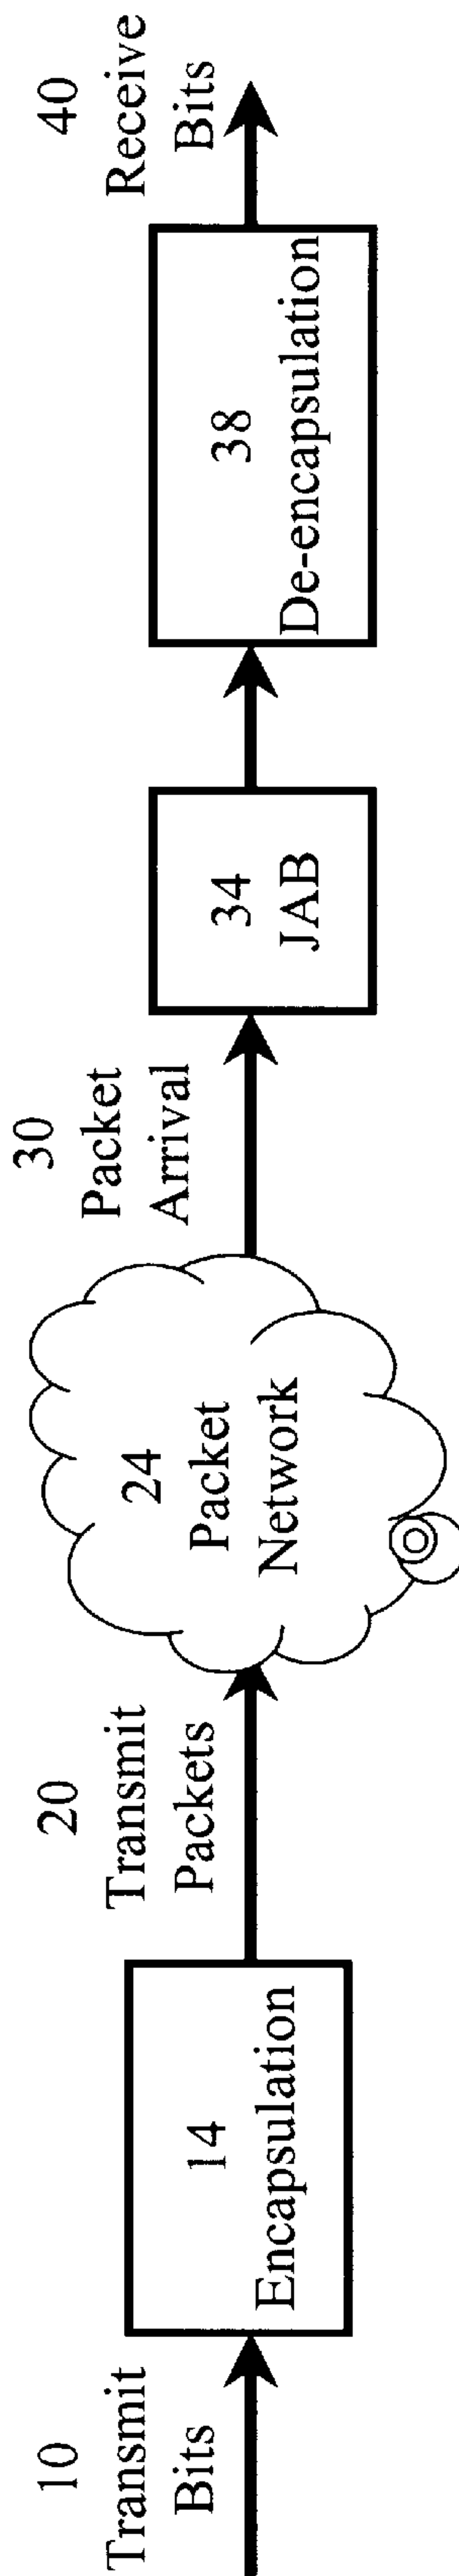 10
Transmit
Bits
14
Encapsulation
20
Transmit
Packets
24
Packet
Network
30
Packet
Arrival
34
JAB
38
De-encapsulation
40
Receive
Bits